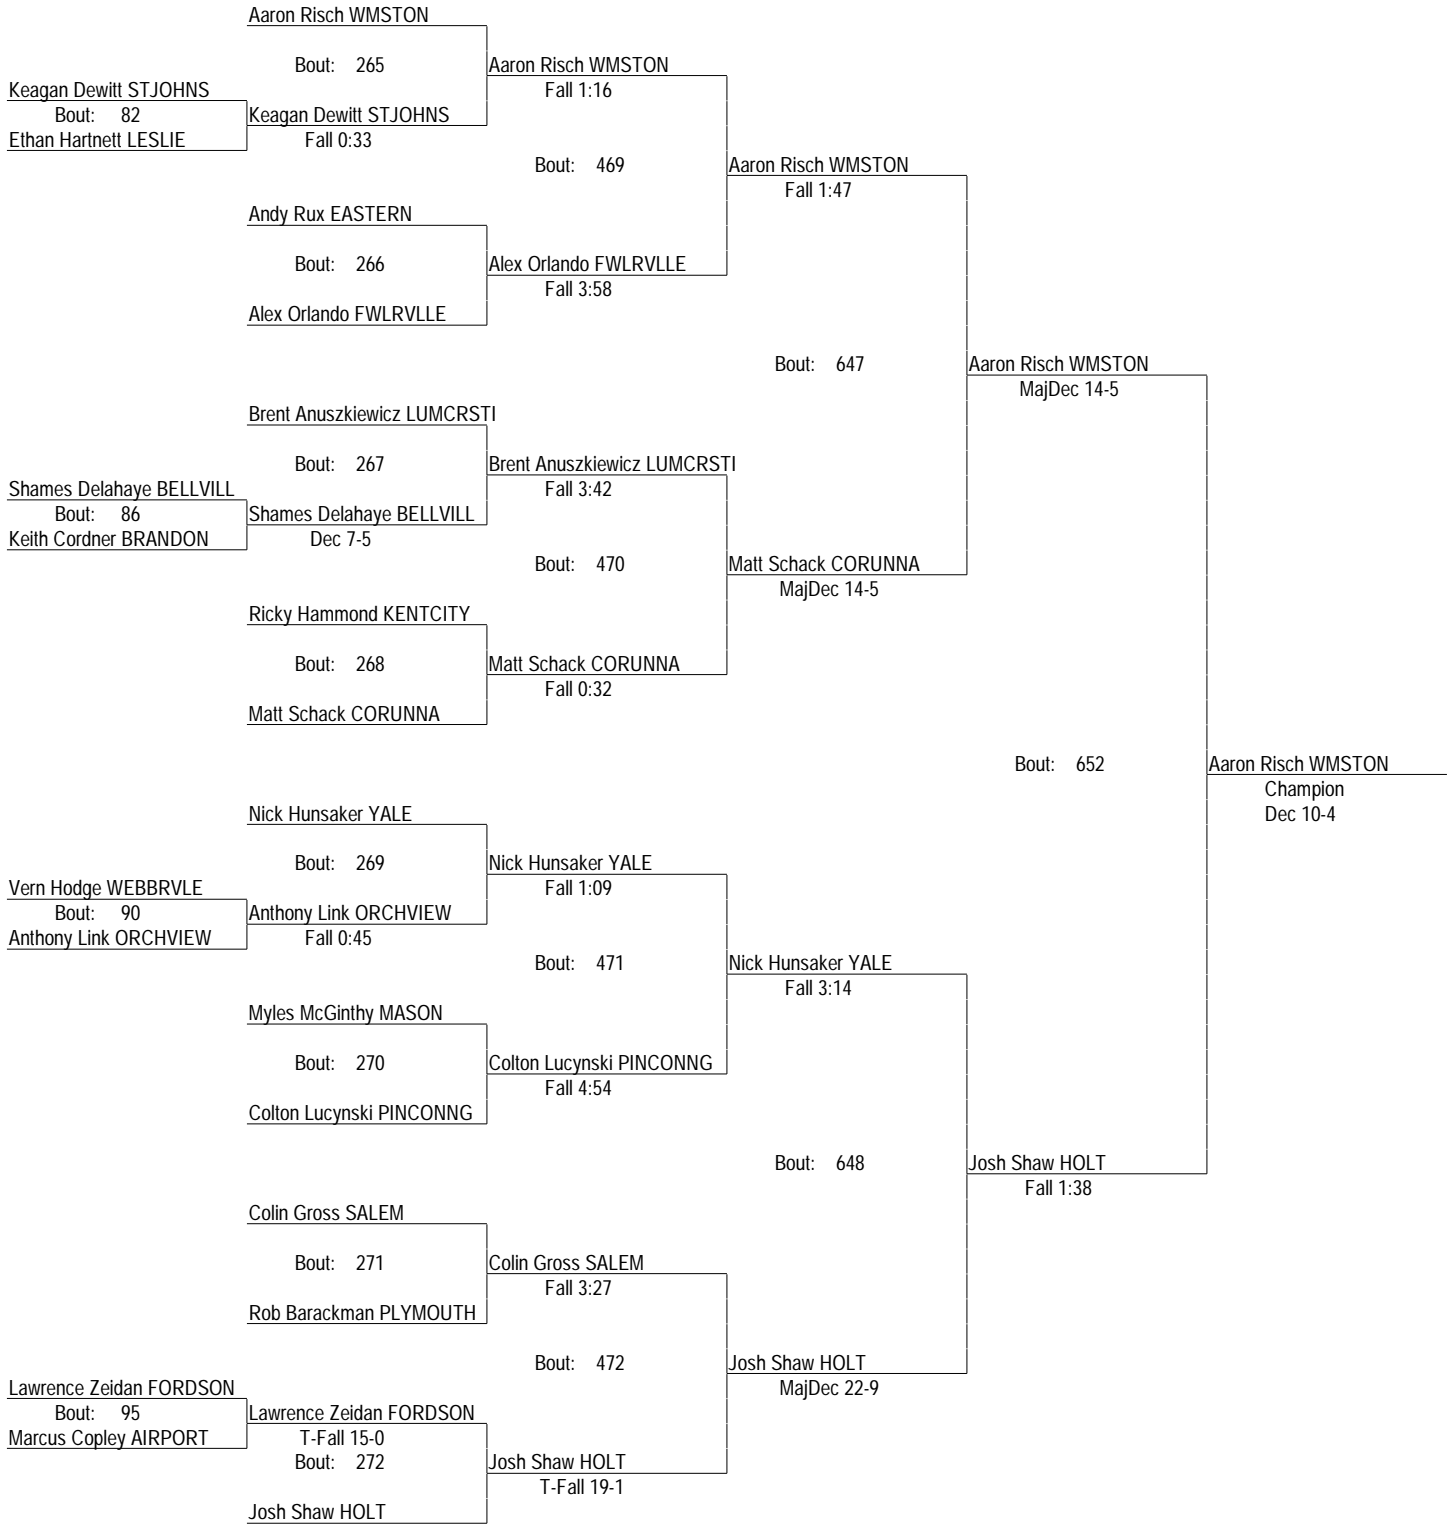 Aaron Risch WMSTON
Bout: 265
Aaron Risch WMSTON
Keagan Dewitt STJOHNS
Fall 1:16
Bout: 82
Keagan Dewitt STJOHNS
Ethan Hartnett LESLIE
Fall 0:33
Bout: 469
Aaron Risch WMSTON
Fall 1:47
Andy Rux EASTERN
Bout: 266
Alex Orlando FWLRVLLE
Fall 3:58
Alex Orlando FWLRVLLE
Bout: 647
Aaron Risch WMSTON
MajDec 14-5
Brent Anuszkiewicz LUMCRSTI
Bout: 267
Brent Anuszkiewicz LUMCRSTI
Shames Delahaye BELLVILL
Fall 3:42
Bout: 86
Shames Delahaye BELLVILL
Keith Cordner BRANDON
Dec 7-5
Bout: 470
Matt Schack CORUNNA
MajDec 14-5
Ricky Hammond KENTCITY
Bout: 268
Matt Schack CORUNNA
Fall 0:32
Matt Schack CORUNNA
Bout: 652
Aaron Risch WMSTON
Champion
Dec 10-4
Nick Hunsaker YALE
Bout: 269
Nick Hunsaker YALE
Vern Hodge WEBBRVLE
Fall 1:09
Bout: 90
Anthony Link ORCHVIEW
Anthony Link ORCHVIEW
Fall 0:45
Bout: 471
Nick Hunsaker YALE
Fall 3:14
Myles McGinthy MASON
Bout: 270
Colton Lucynski PINCONNG
Fall 4:54
Colton Lucynski PINCONNG
Bout: 648
Josh Shaw HOLT
Fall 1:38
Colin Gross SALEM
Bout: 271
Colin Gross SALEM
Fall 3:27
Rob Barackman PLYMOUTH
Bout: 472
Josh Shaw HOLT
MajDec 22-9
Lawrence Zeidan FORDSON
Bout: 95
Lawrence Zeidan FORDSON
Marcus Copley AIRPORT
T-Fall 15-0
Bout: 272
Josh Shaw HOLT
T-Fall 19-1
Josh Shaw HOLT